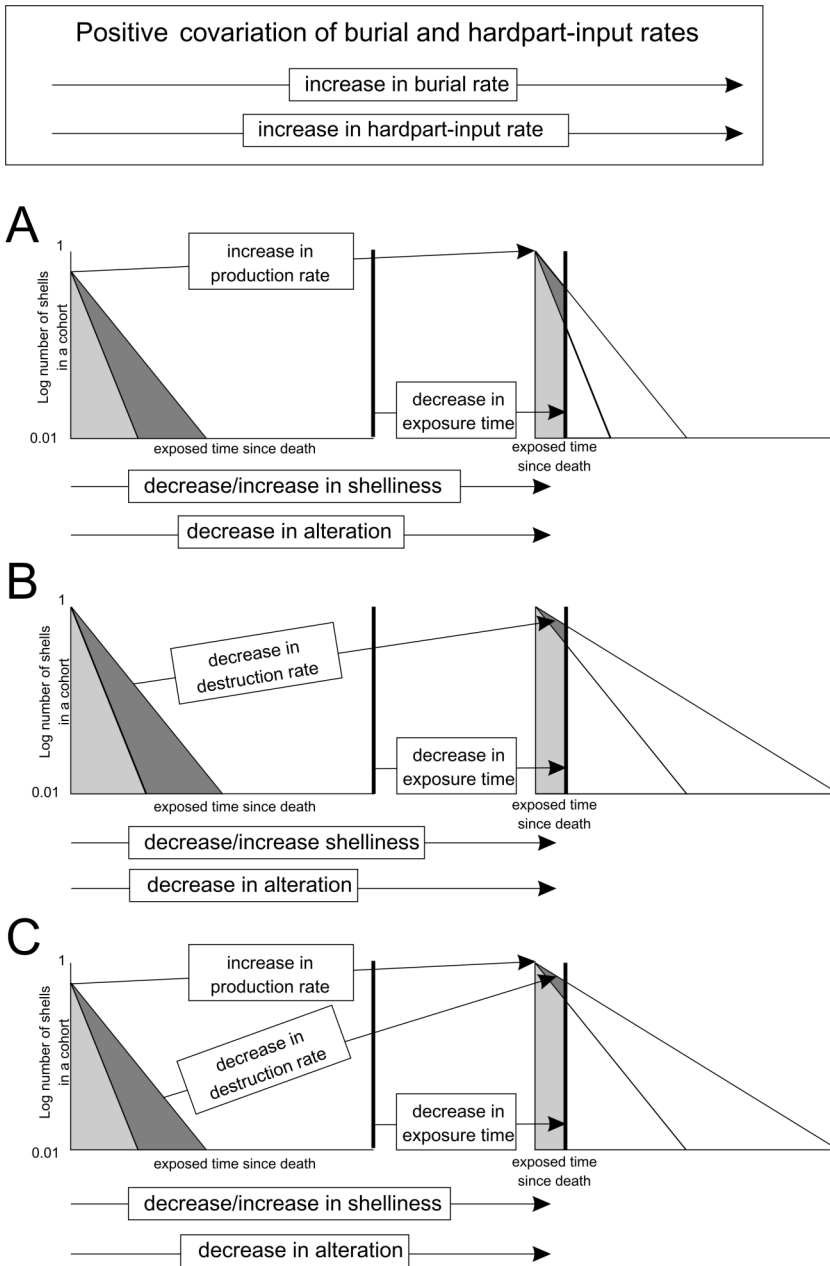 Positive covariation of burial and hardpart-input rates
increase in burial rate
increase in hardpart-input rate
A
1
Log number of shells
in a cohort
0.01
increase in
production rate
decrease in
exposure time
exposed time since death
exposed time
since death
decrease/increase in shelliness
decrease in alteration
B
1
Log number of shells
in a cohort
0.01
decrease in
destruction rate
decrease in
exposure time
exposed time since death
exposed time
since death
decrease/increase shelliness
decrease in alteration
C
1
Log number of shells
in a cohort
0.01
increase in
production rate
decrease in
destruction rate
decrease in
exposure time
exposed time since death
exposed time
since death
decrease/increase in shelliness
decrease in alteration